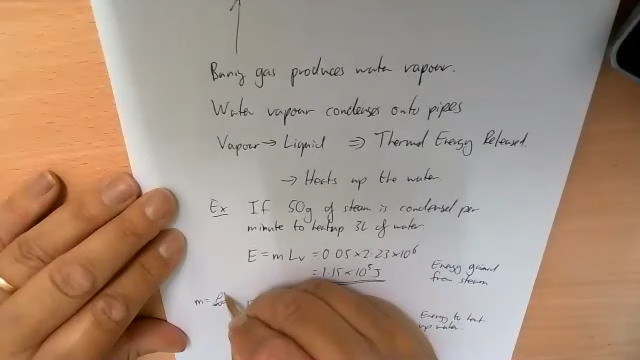 Burning gas produces water vapour.
Water vapour condenses onto pipes
Vapour → Liquid ⇒ Thermal Energy Released.
→ Heats up the water
Ex If 50g of steam is condensed per
minute to heat up 3L of water.
E = m Lv = 0.05 × 2.23 × 10⁶
= 1.15 × 10⁵ J
Energy gained
from steam
m =
Energy to heat
up water